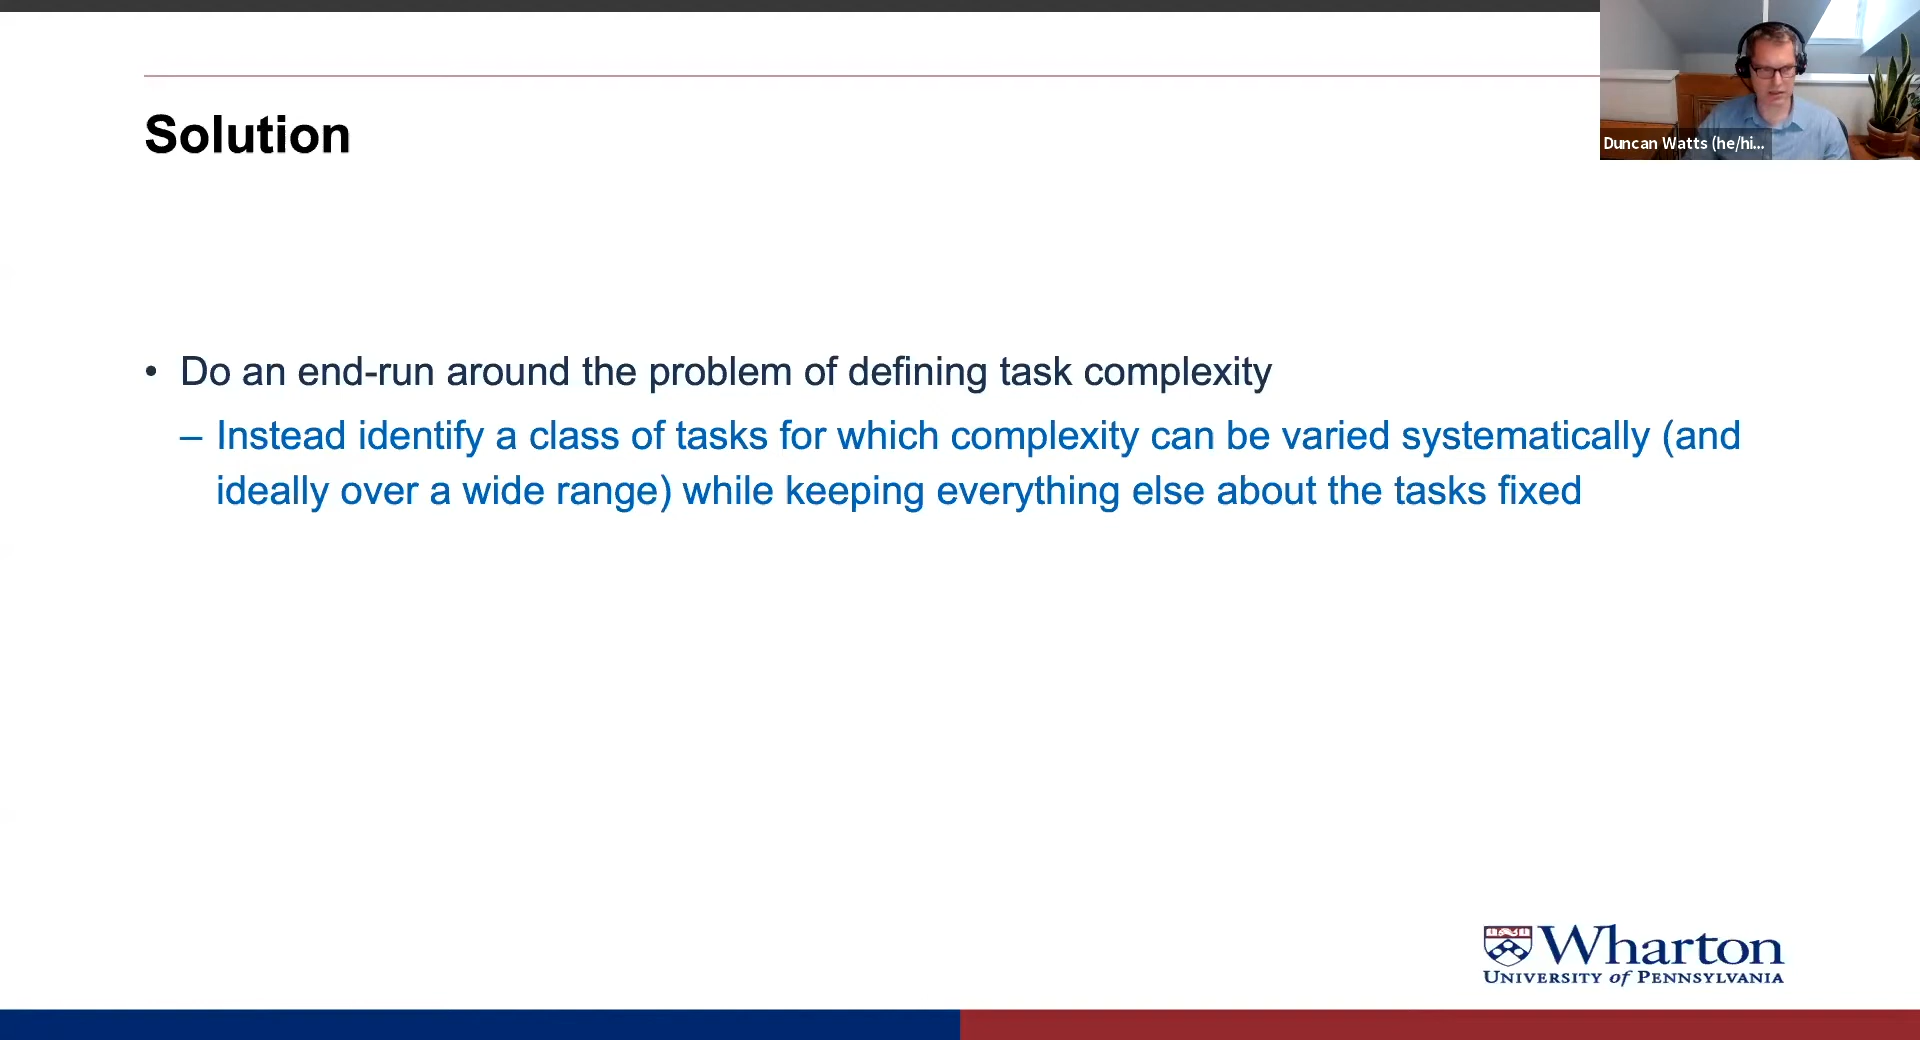 Solution
Duncan Watts (he/hi...
• Do an end-run around the problem of defining task complexity
– Instead identify a class of tasks for which complexity can be varied systematically (and
ideally over a wide range) while keeping everything else about the tasks fixed
Wharton
UNIVERSITY of PENNSYLVANIA